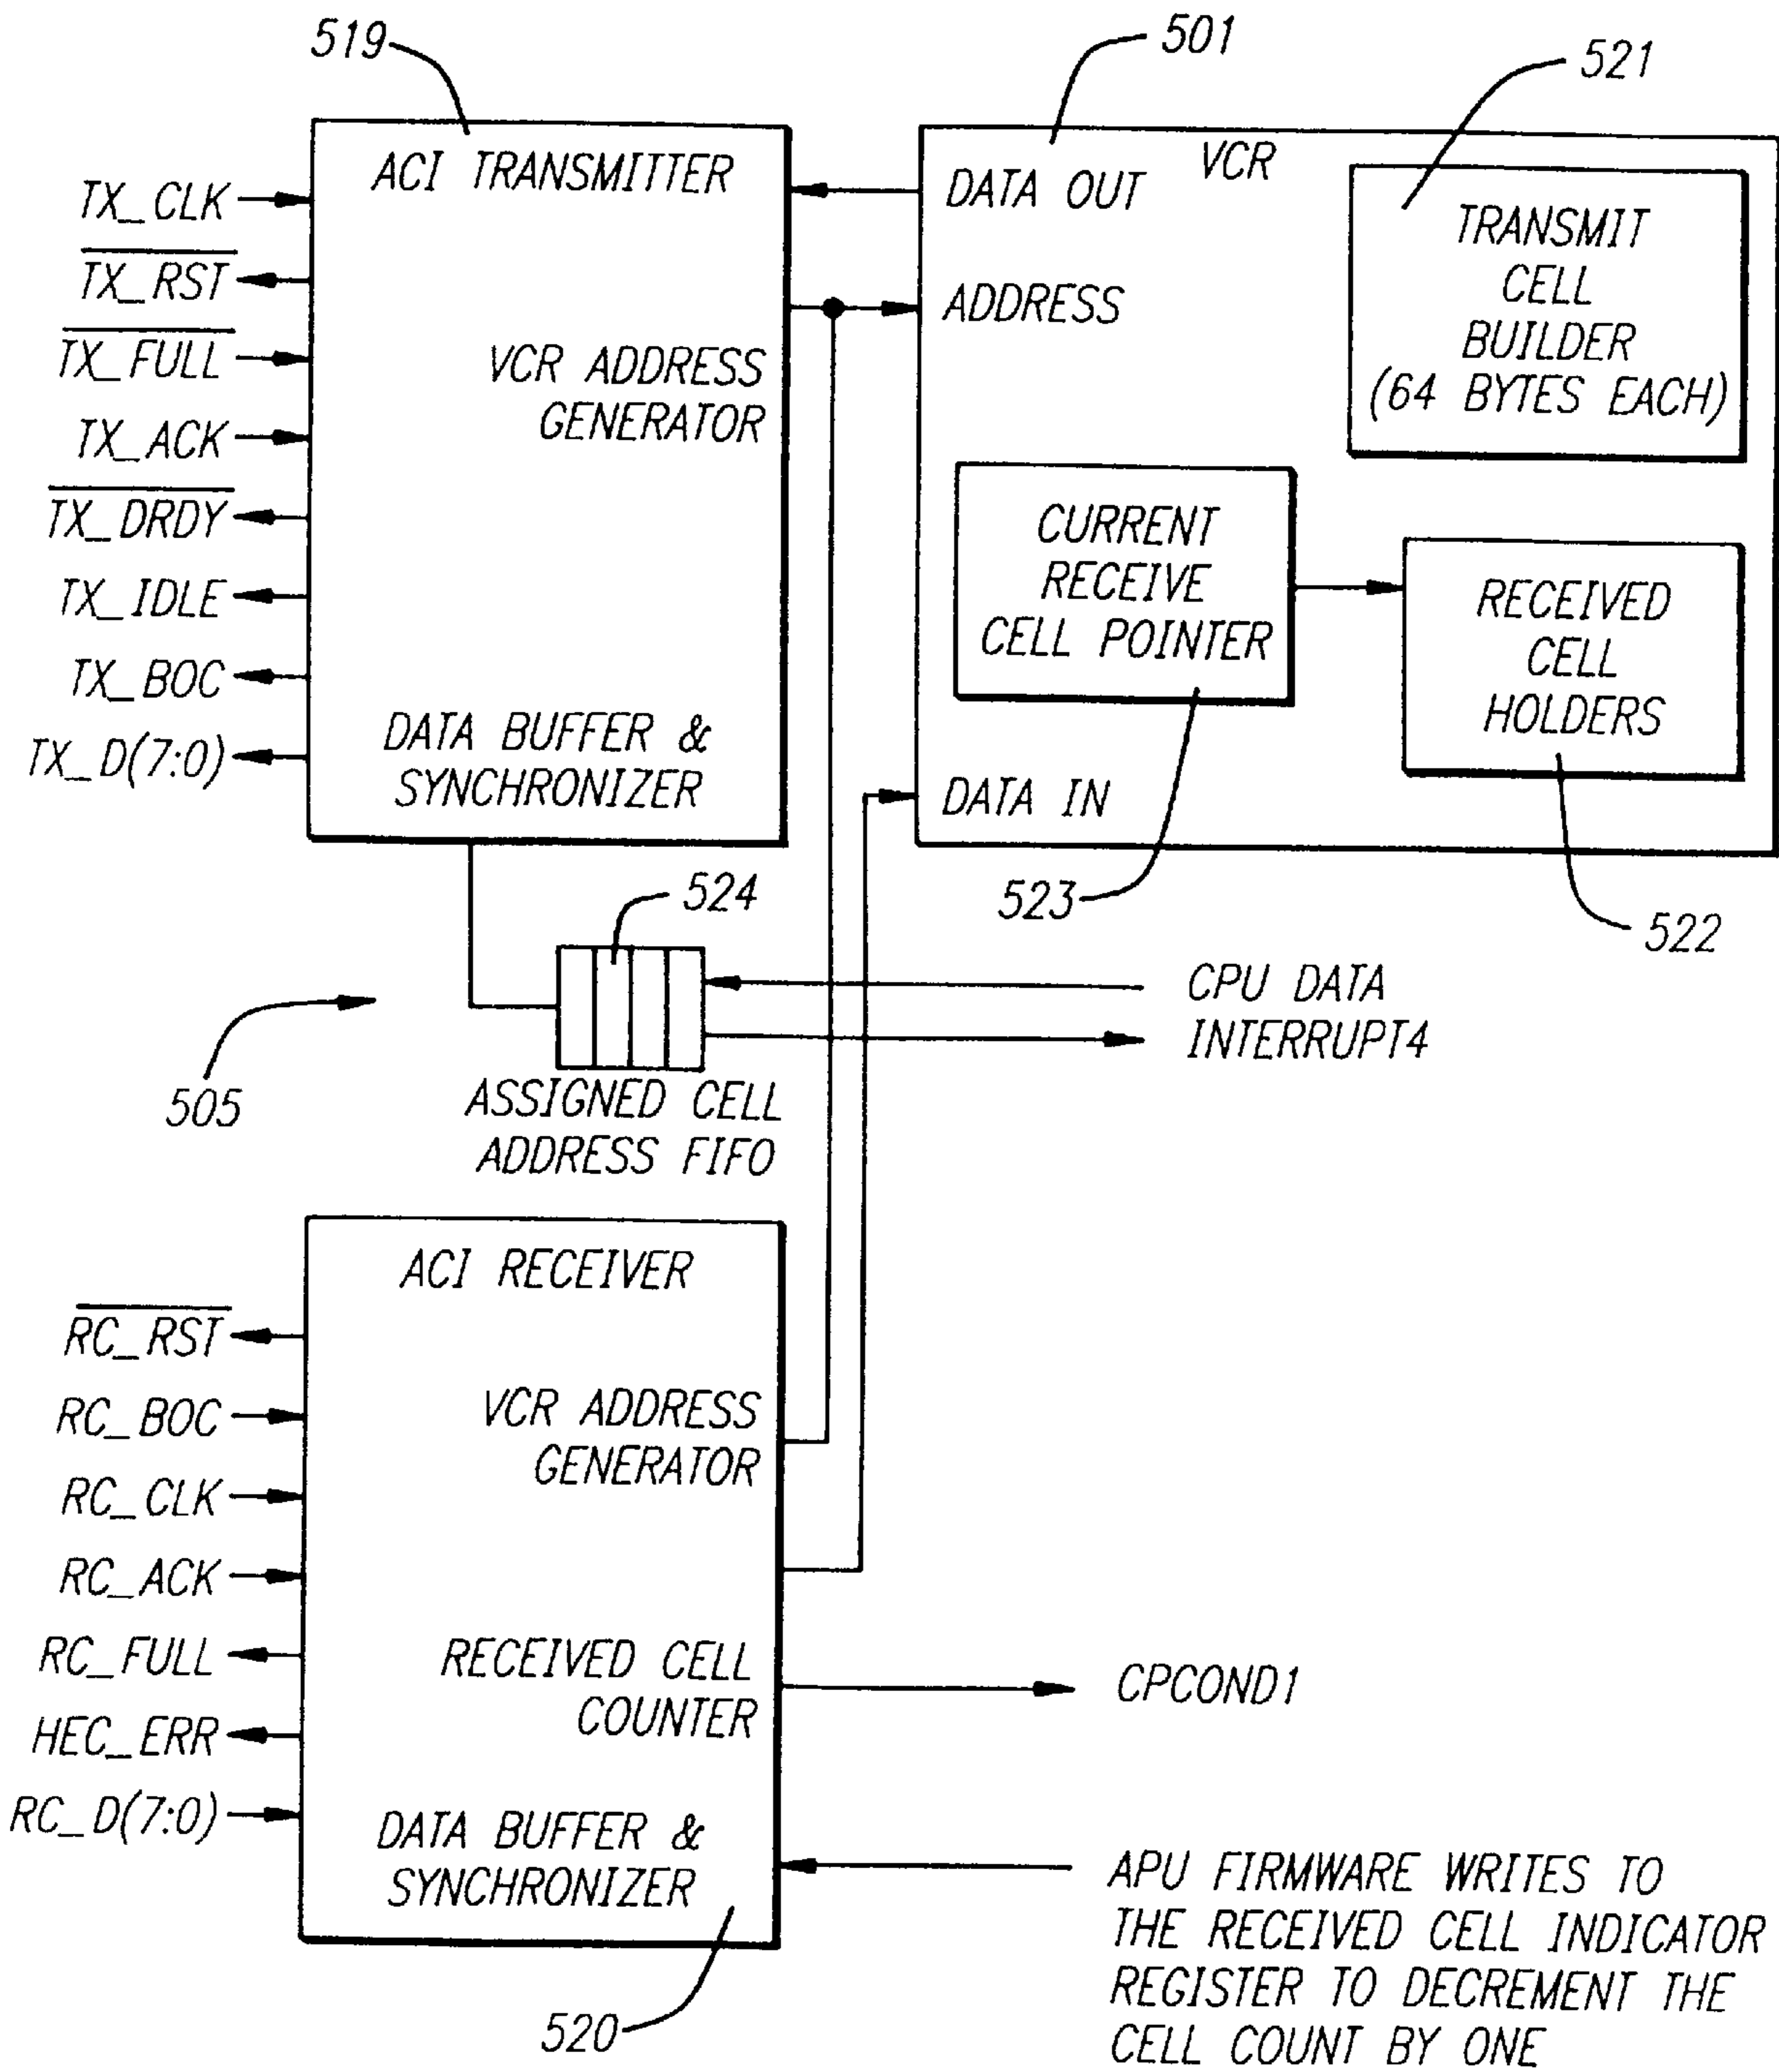 519
501
521
ACI TRANSMITTER
TX_CLK
TX_RST
TX_FULL
TX_ACK
TX_DRDY
TX_IDLE
TX_BOC
TX_D(7:0)
VCR ADDRESS
GENERATOR
DATA BUFFER &
SYNCHRONIZER
VCR
DATA OUT
ADDRESS
DATA IN
TRANSMIT
CELL
BUILDER
(64 BYTES EACH)
CURRENT
RECEIVE
CELL POINTER
RECEIVED
CELL
HOLDERS
523
522
524
505
CPU DATA
INTERRUPT4
ASSIGNED CELL
ADDRESS FIFO
ACI RECEIVER
RC_RST
RC_BOC
RC_CLK
RC_ACK
RC_FULL
HEC_ERR
RC_D(7:0)
VCR ADDRESS
GENERATOR
RECEIVED CELL
COUNTER
DATA BUFFER &
SYNCHRONIZER
CPCOND1
APU FIRMWARE WRITES TO
THE RECEIVED CELL INDICATOR
REGISTER TO DECREMENT THE
CELL COUNT BY ONE
520